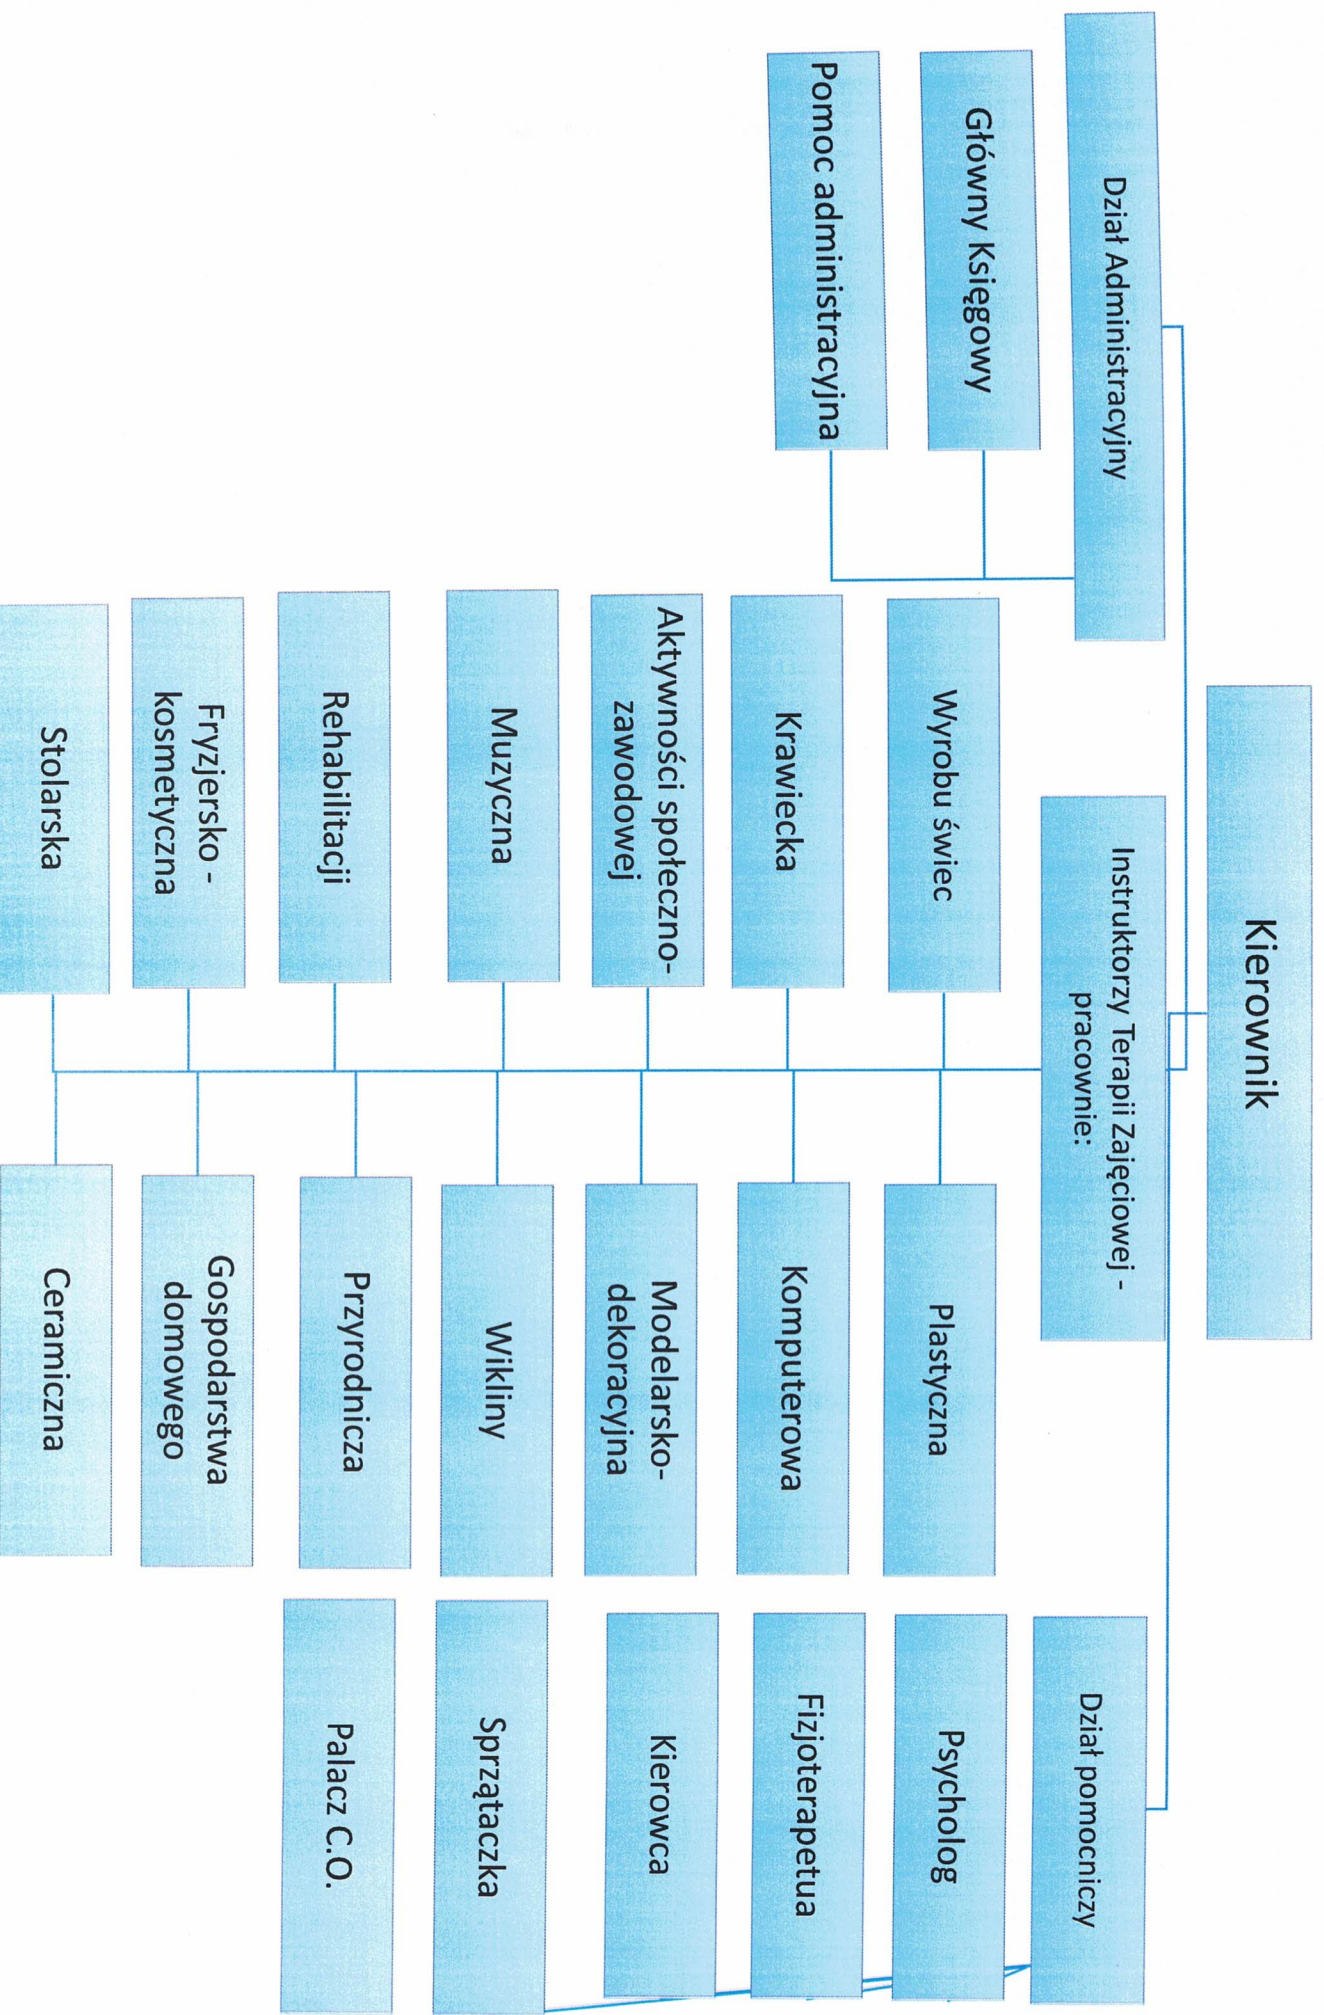 Kierownik
Dział Administracyjny
Główny Księgowy
Pomoc administracyjna
Instruktorzy Terapii Zajęciowej -
pracownie:
Wyrobu świec
Plastyczna
Krawiecka
Komputerowa
Aktywności społeczno-
zawodowej
Modelarsko-
dekoracyjna
Muzyczna
Wikliny
Rehabilitacji
Przyrodnicza
Fryzjersko -
kosmetyczna
Gospodarstwa
domowego
Stolarska
Ceramiczna
Dział pomocniczy
Psycholog
Fizjoterapetua
Kierowca
Sprzątaczka
Palacz C.O.